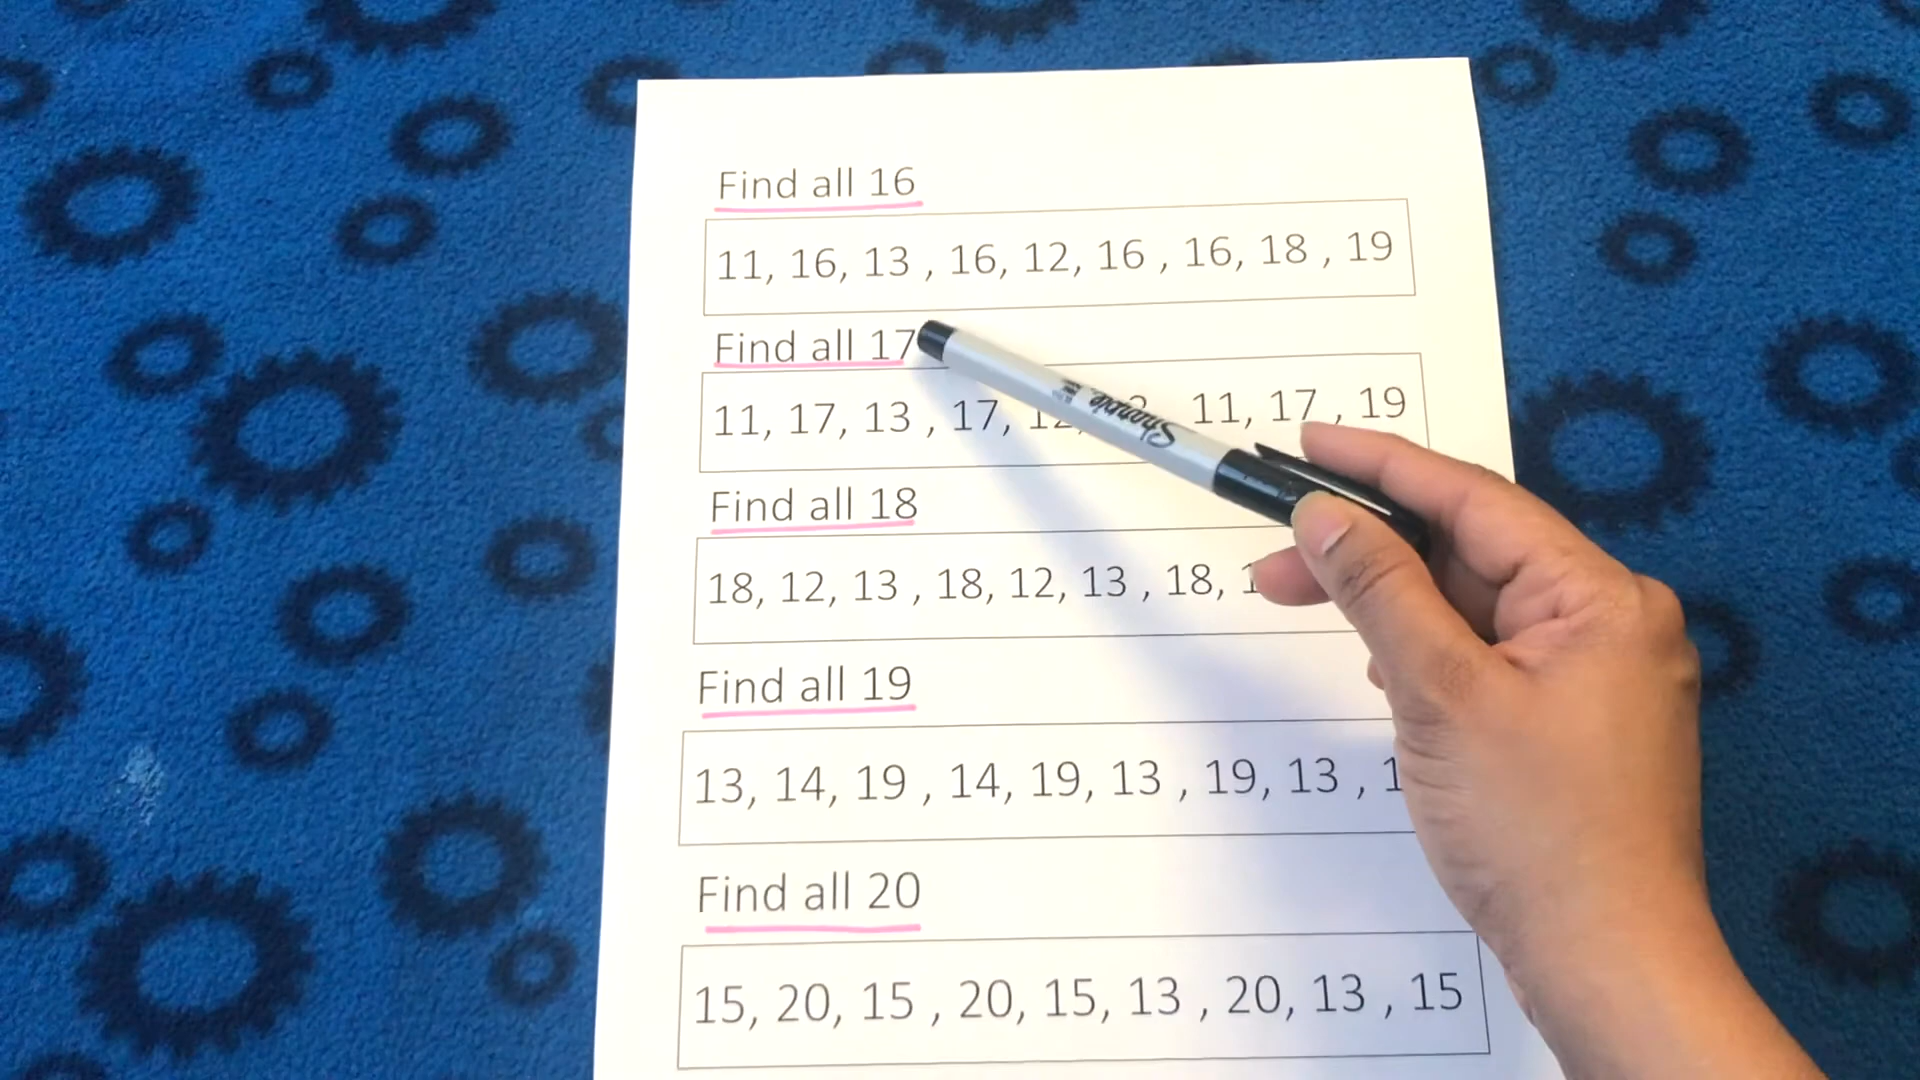 Find all 16
11, 16, 13 , 16, 12, 16 , 16, 18 , 19
Find all 17
11, 17, 13 , 17, 11, 17 , 19
Sharpie
Find all 18
18, 12, 13 , 18, 12, 13 , 18,
Find all 19
13, 14, 19 , 14, 19, 13 , 19, 13 ,
Find all 20
15, 20, 15 , 20, 15, 13 , 20, 13 , 15